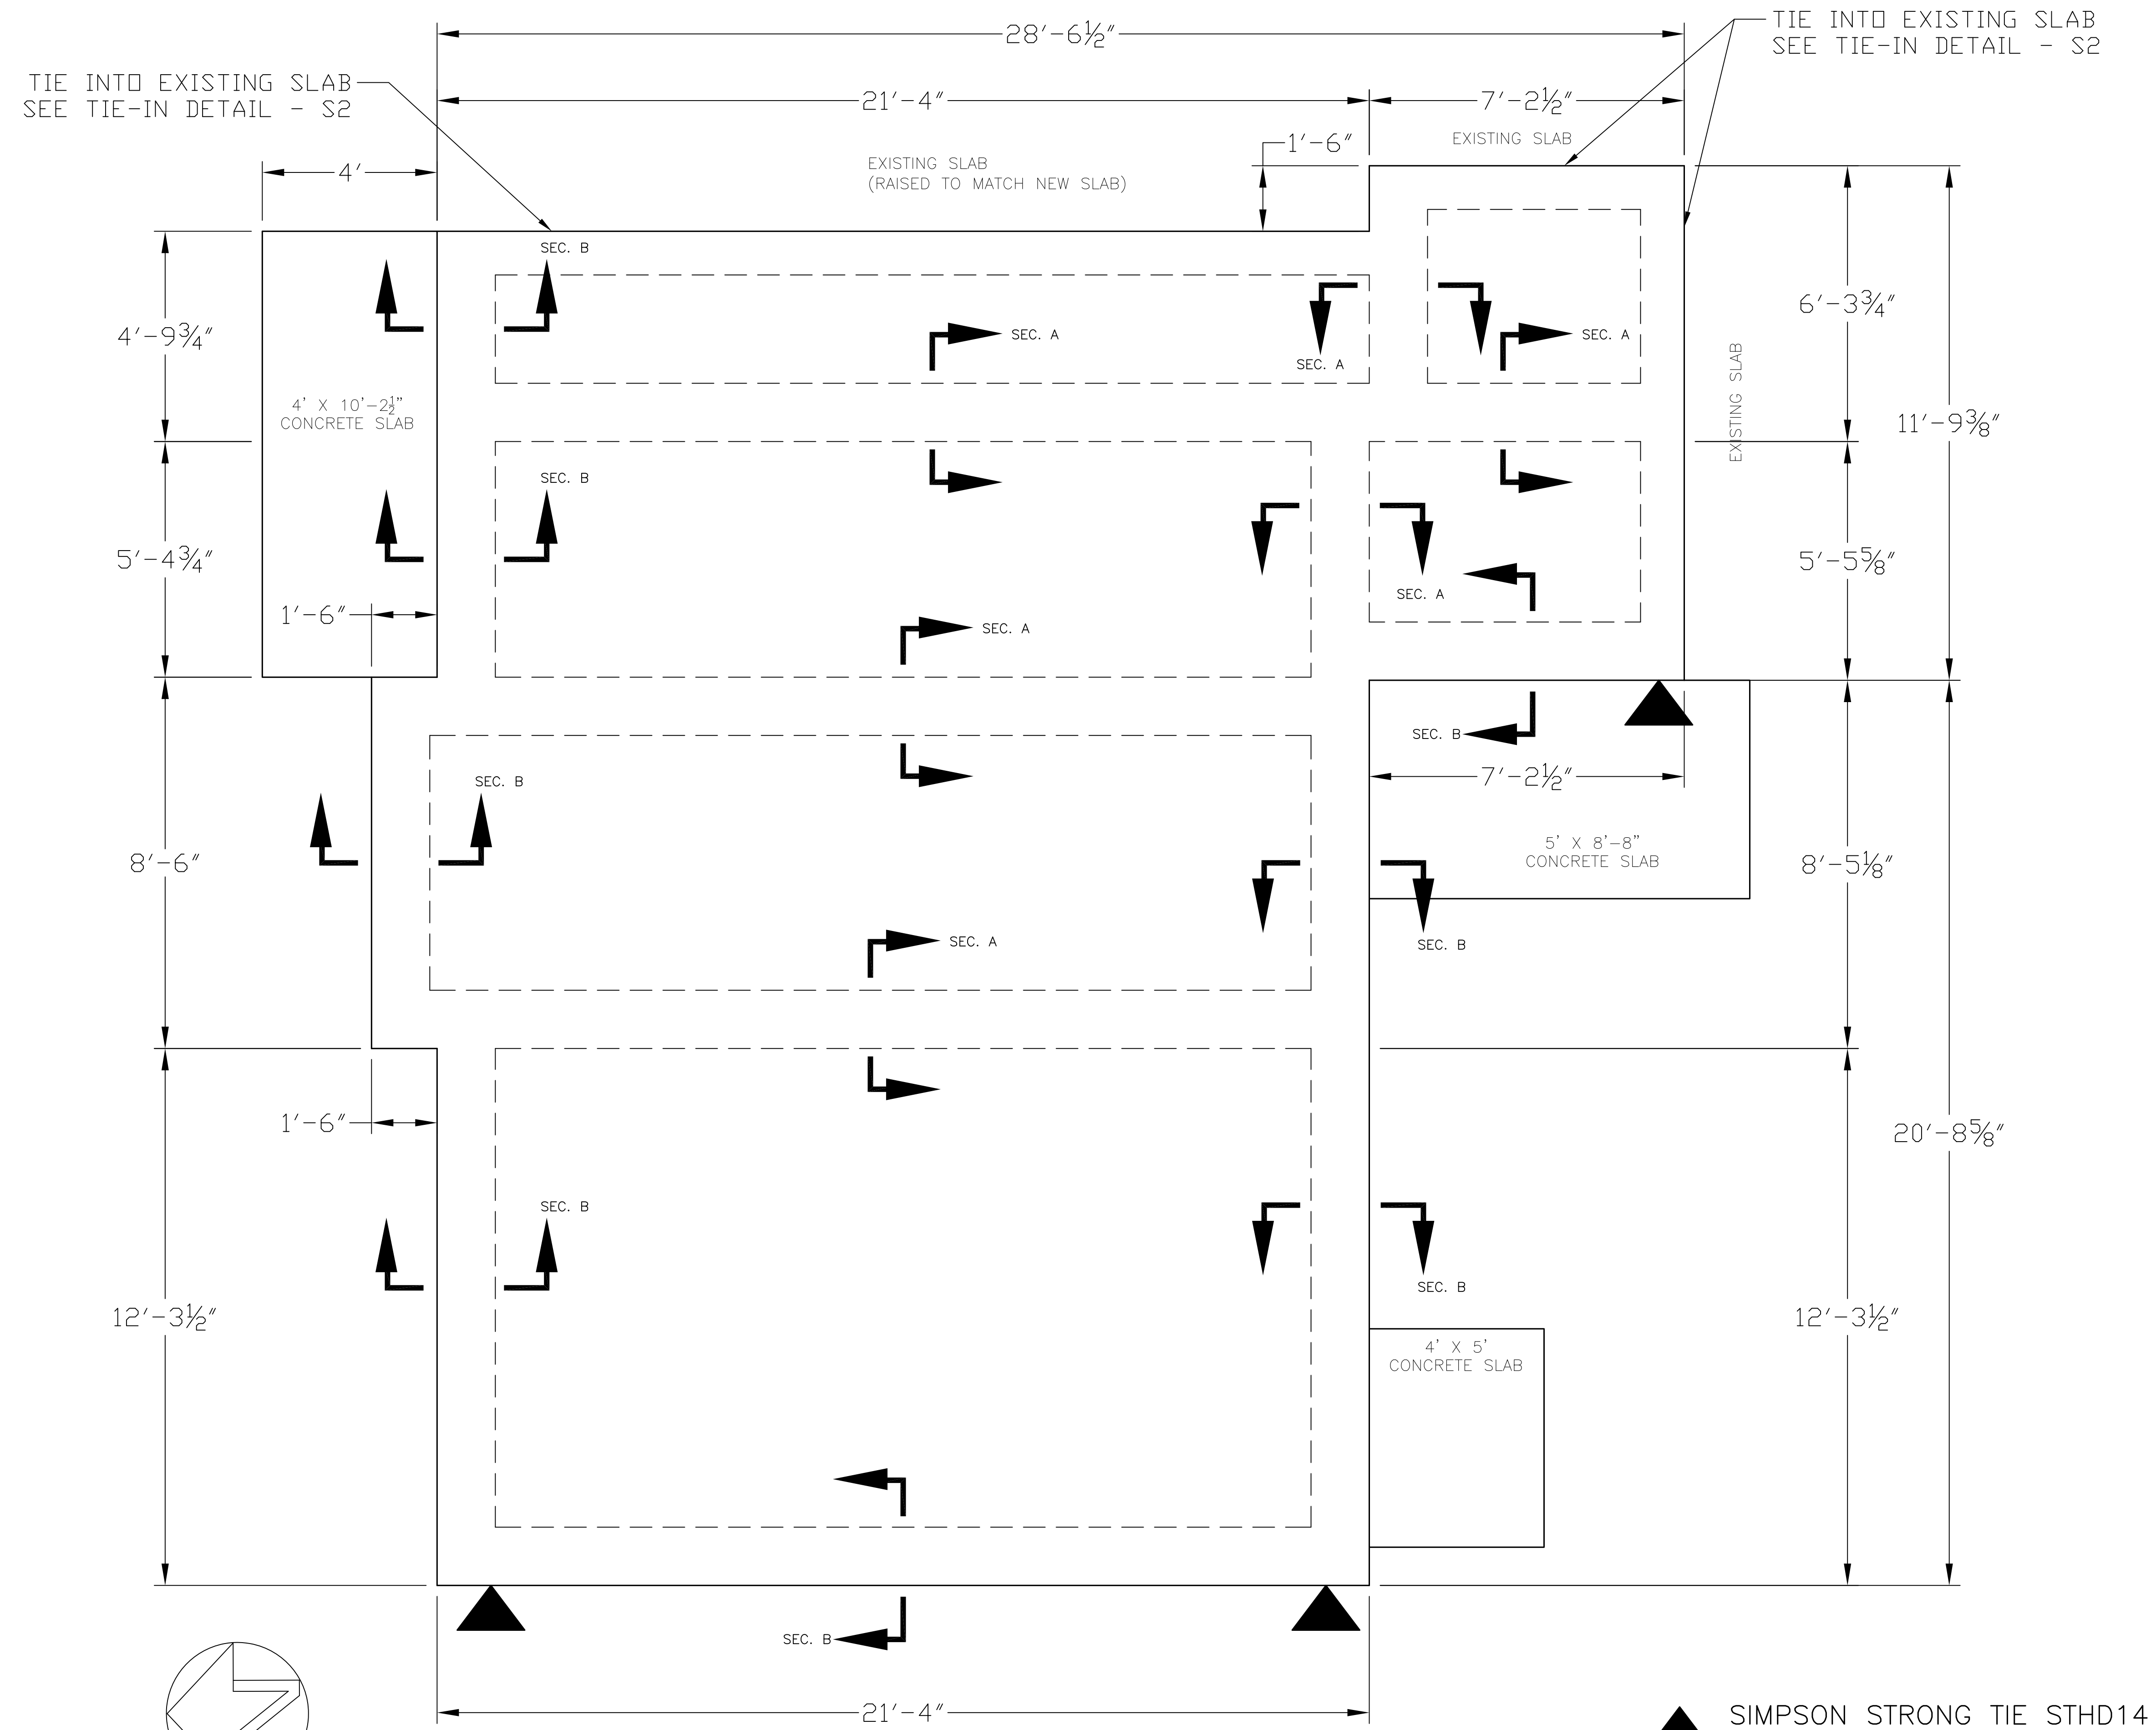 28'-6½"
TIE INTO EXISTING SLAB
SEE TIE-IN DETAIL - S2
TIE INTO EXISTING SLAB
SEE TIE-IN DETAIL - S2
21'-4"
7'-2½"
1'-6"
EXISTING SLAB
EXISTING SLAB
(RAISED TO MATCH NEW SLAB)
4'
SEC. B
4'-9¾"
SEC. A
SEC. A
SEC. A
6'-3¾"
EXISTING SLAB
11'-9⅜"
4' X 10'-2½"
CONCRETE SLAB
SEC. B
5'-4¾"
5'-5⅝"
SEC. A
1'-6"
SEC. A
SEC. B
7'-2½"
SEC. B
5' X 8'-8"
CONCRETE SLAB
8'-6"
8'-5⅛"
SEC. A
SEC. B
1'-6"
20'-8⅝"
SEC. B
SEC. B
12'-3½"
12'-3½"
4' X 5'
CONCRETE SLAB
SEC. B
21'-4"
SIMPSON STRONG TIE STHD14